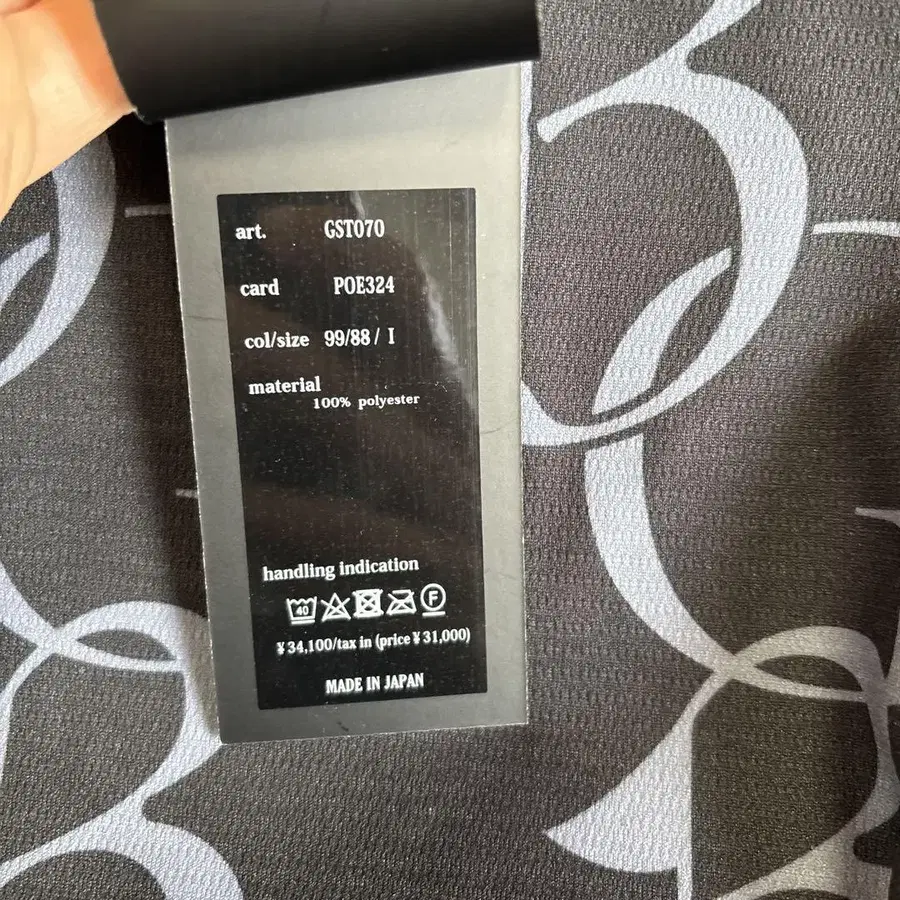 art. GST070
card POE324
col/size 99/88 / I
material
100% polyester
handling indication
40 F
¥34,100/tax in (price ¥31,000)
MADE IN JAPAN